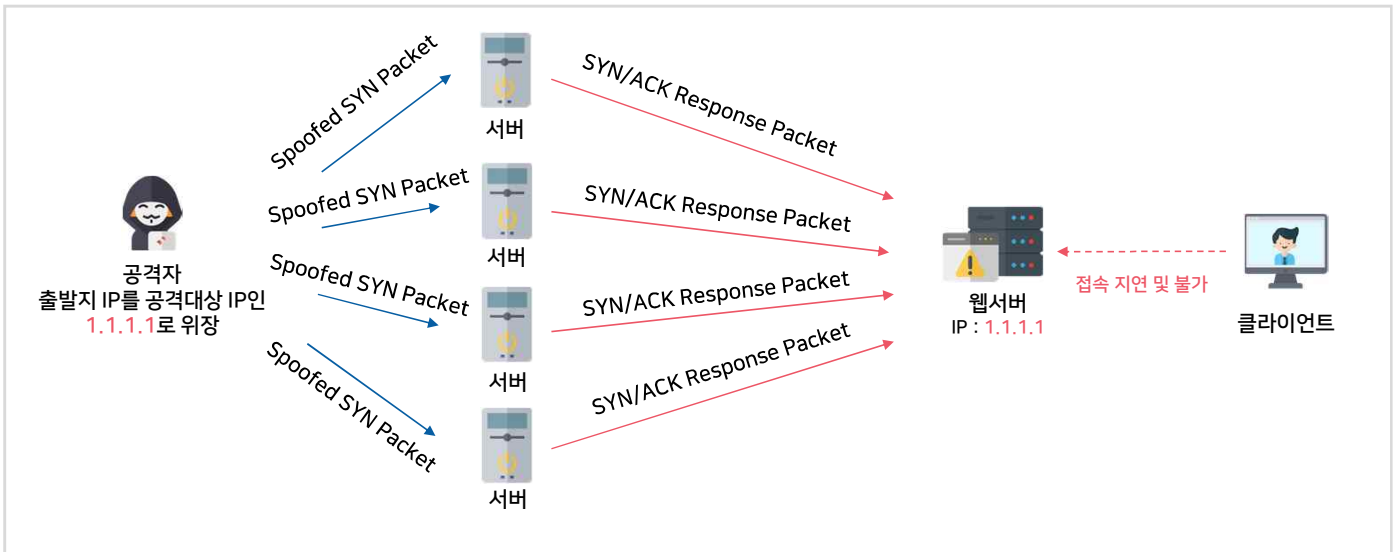 Spoofed SYN Packet
서버
SYN/ACK Response Packet
Spoofed SYN Packet
서버
SYN/ACK Response Packet
공격자
출발지 IP를 공격대상 IP인
1.1.1.1로 위장
Spoofed SYN Packet
서버
SYN/ACK Response Packet
Spoofed SYN Packet
서버
SYN/ACK Response Packet
웹서버
IP : 1.1.1.1
접속 지연 및 불가
클라이언트